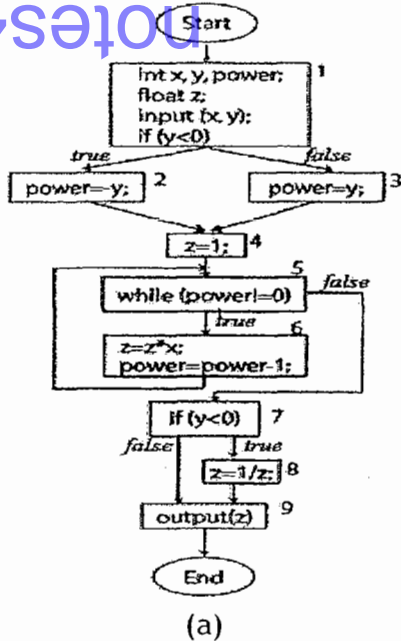 notes4
Start
int x, y, power; 1
float z;
input (x, y);
if (y<0)
true false
power=-y; 2 power=y; 3
z=1; 4
5
while (power!=0) false
true
6
z=z*x;
power=power-1;
if (y<0) 7
false true
z=1/z; 8
output(z) 9
End
(a)